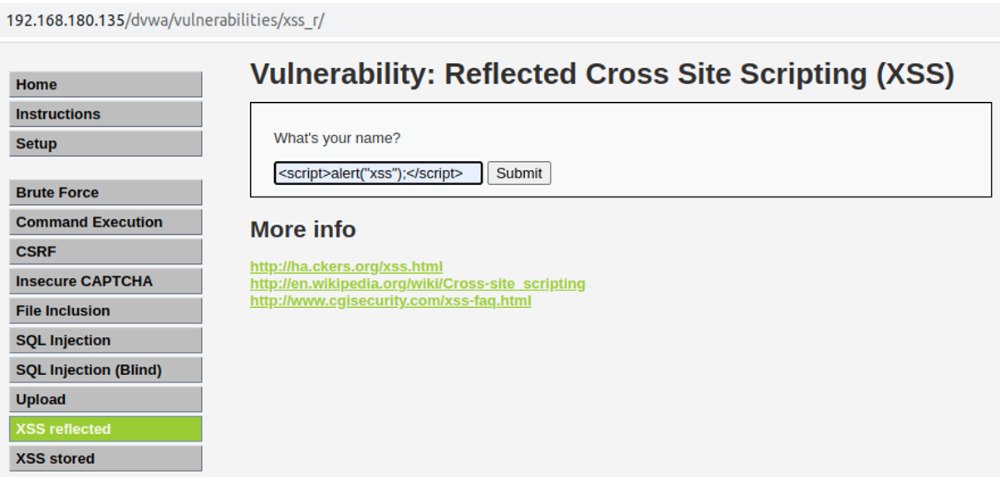 192.168.180.135/dvwa/vulnerabilities/xss_r/
Home
Instructions
Setup
Brute Force
Command Execution
CSRF
Insecure CAPTCHA
File Inclusion
SQL Injection
SQL Injection (Blind)
Upload
XSS reflected
XSS stored
Vulnerability: Reflected Cross Site Scripting (XSS)
What's your name?
<script>alert("xss");</script> Submit
More info
http://ha.ckers.org/xss.html
http://en.wikipedia.org/wiki/Cross-site_scripting
http://www.cgisecurity.com/xss-faq.html